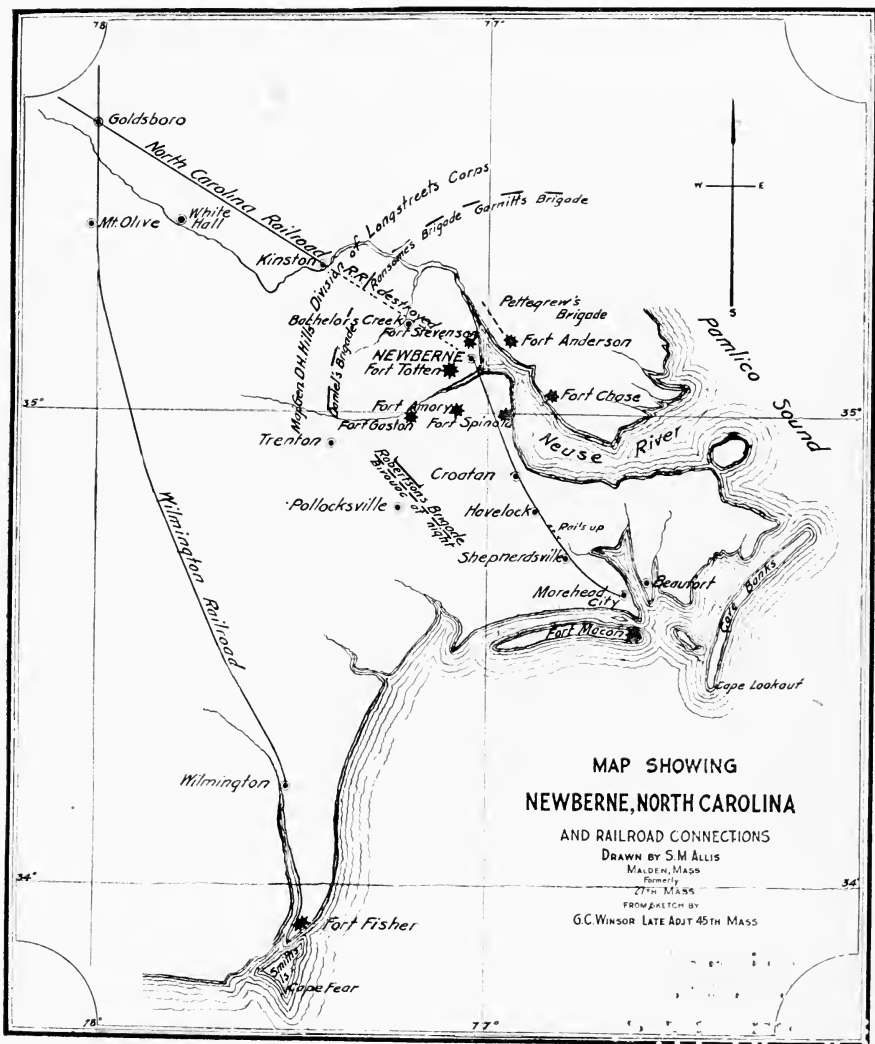 78°
77°
Goldsboro
North Carolina Railroad
Mt. Olive
White
Hall
Kinston
Maj. Gen. D.H. Hills Division of Longstreets Corps
Ransome's Brigade
Garnitts Brigade
R.R. destroyed
W
E
S
Pettegrew's
Brigade
Bachelor's Creek
Fort Stevenson
Fort Anderson
Daniel's Brigade
NEWBERNE
Fort Totten
Pamlico Sound
Fort Chase
35°
35°
Fort Amory
Fort Gaston
Fort Spinola
Neuse River
Trenton
Croatan
Robertson's Brigade
Bivouac at
night
Pollocksville
Havelock
Rails up
Shepherdsville
Beaufort
Morehead
City
Core Banks
Fort Macon
Cape Lookout
Wilmington Railroad
Wilmington
MAP SHOWING
NEWBERNE, NORTH CAROLINA
AND RAILROAD CONNECTIONS
DRAWN BY S.M ALLIS
MALDEN, MASS
Formerly
27TH MASS
FROM SKETCH BY
G.C. WINSOR LATE ADJT 45TH MASS
34°
34°
Fort Fisher
Smiths
Is.
Cape Fear
78°
77°